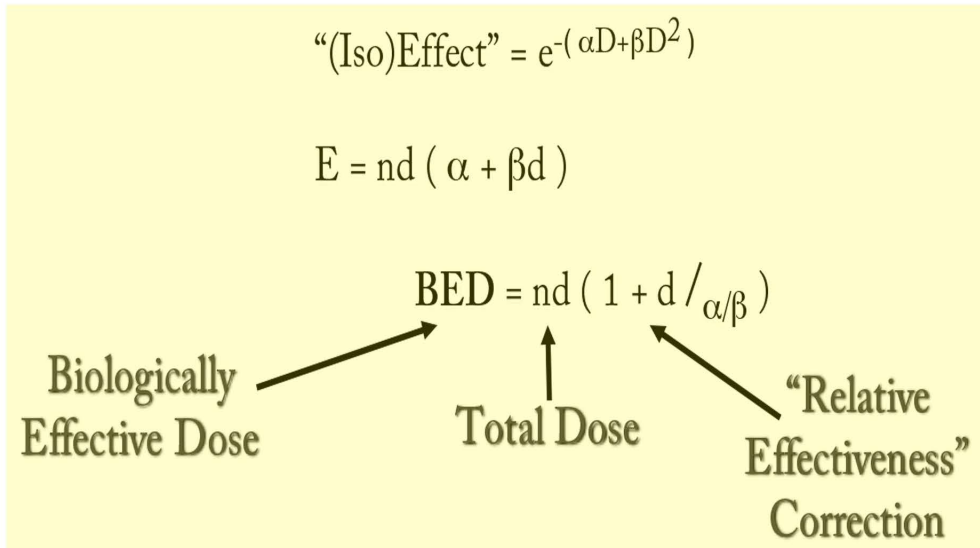 “(Iso)Effect” = e-( αD+βD2 )
E = nd ( α + βd )
BED = nd ( 1 + d /α/β )
Biologically
Effective Dose
Total Dose
“Relative
Effectiveness”
Correction